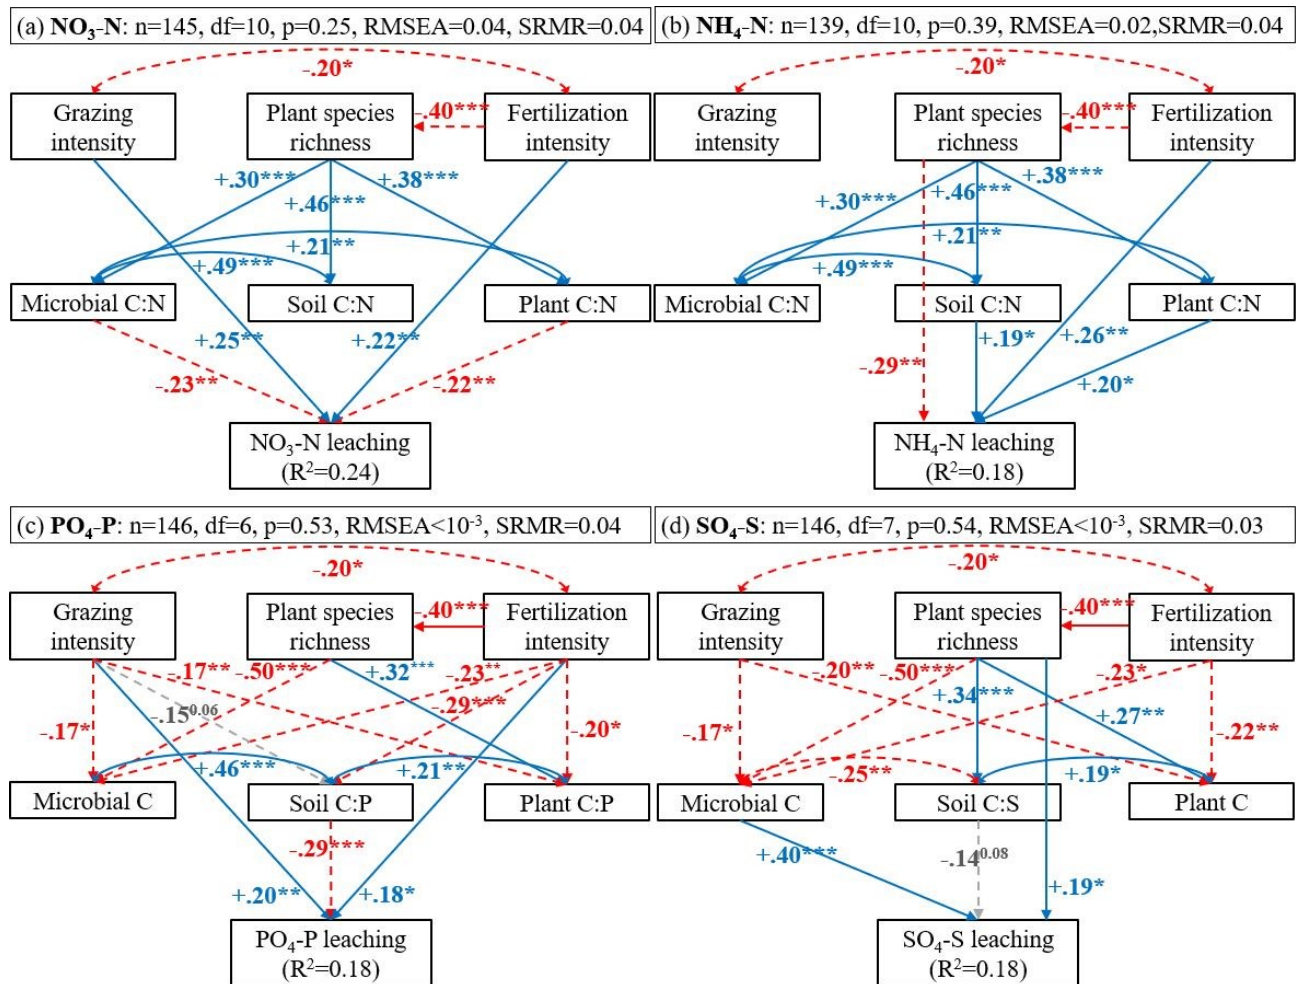 (a) NO₃-N: n=145, df=10, p=0.25, RMSEA=0.04, SRMR=0.04
-.20*
Grazing
intensity
Plant species
richness
-.40***
Fertilization
intensity
+.30***
+.38***
+.46***
+.21**
+.49***
Microbial C:N
Soil C:N
Plant C:N
+.25**
+.22**
-.23**
-.22**
NO₃-N leaching
(R²=0.24)
(b) NH₄-N: n=139, df=10, p=0.39, RMSEA=0.02,SRMR=0.04
-.20*
Grazing
intensity
Plant species
richness
-.40***
Fertilization
intensity
+.38***
+.30***
+.46***
+.21**
+.49***
Microbial C:N
Soil C:N
Plant C:N
+.19*
+.26**
-.29**
+.20*
NH₄-N leaching
(R²=0.18)
(c) PO₄-P: n=146, df=6, p=0.53, RMSEA<10⁻³, SRMR=0.04
-.20*
Grazing
intensity
Plant species
richness
-.40***
Fertilization
intensity
-.17**
-.50***
+.32***
-.23**
-.15⁰·⁰⁶
-.29***
-.17*
-.20*
+.46***
+.21**
Microbial C
Soil C:P
Plant C:P
-.29***
+.20**
+.18*
PO₄-P leaching
(R²=0.18)
(d) SO₄-S: n=146, df=7, p=0.54, RMSEA<10⁻³, SRMR=0.03
-.20*
Grazing
intensity
Plant species
richness
-.40***
Fertilization
intensity
-.20**
-.50***
-.23*
+.34***
+.27**
-.17*
-.22**
-.25**
+.19*
Microbial C
Soil C:S
Plant C
+.40***
-.14⁰·⁰⁸
+.19*
SO₄-S leaching
(R²=0.18)